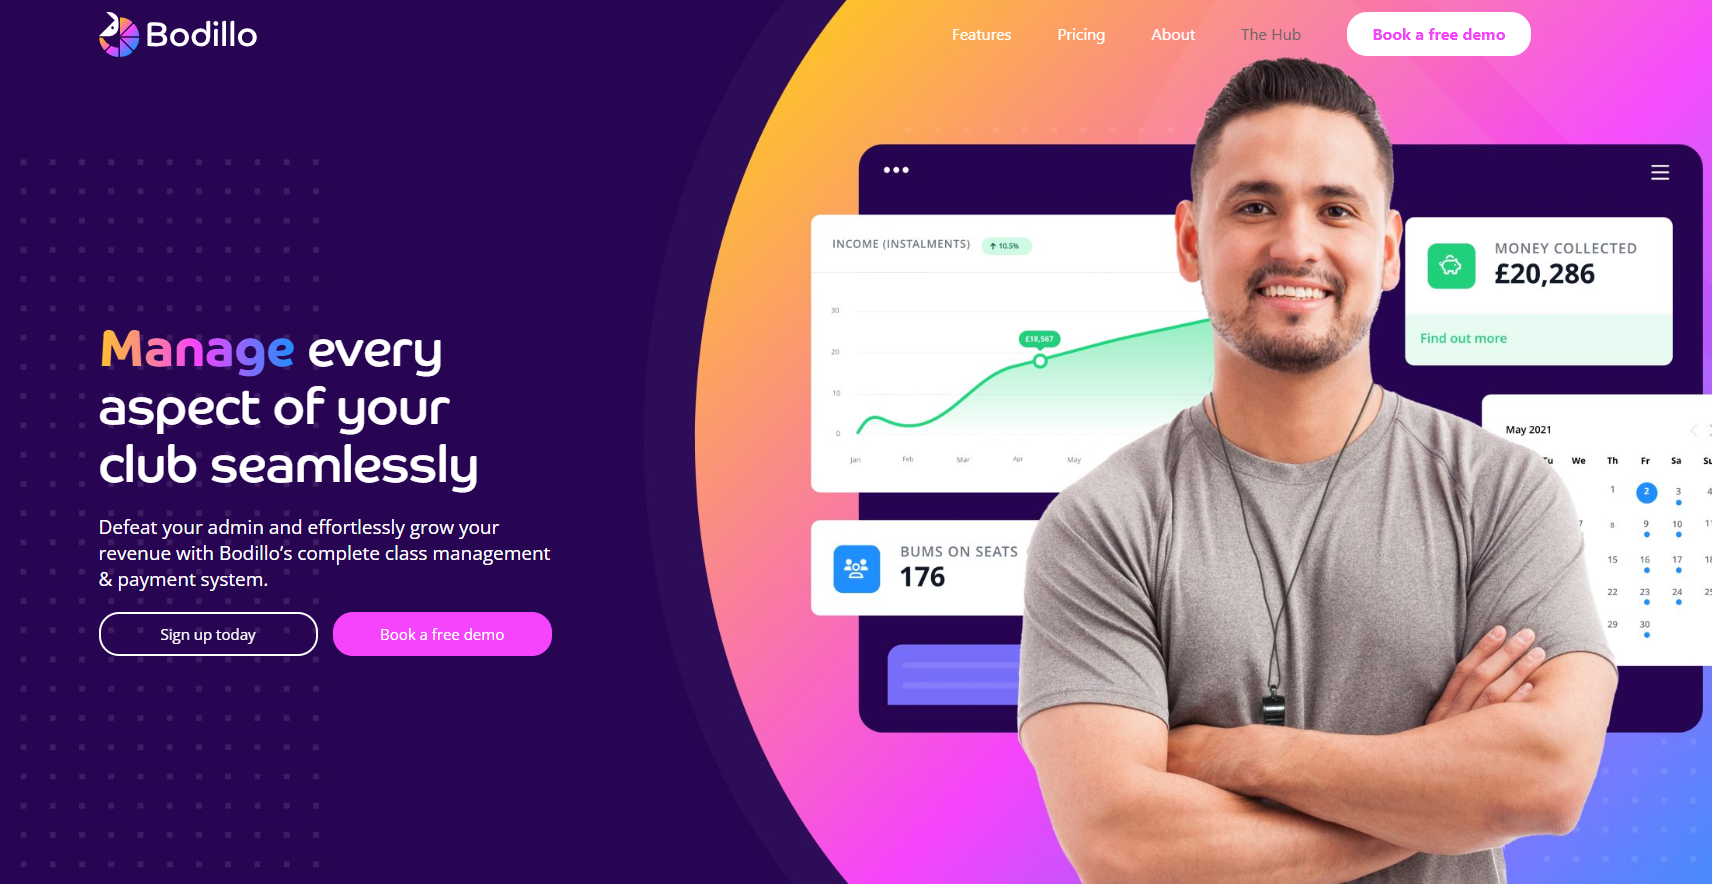 Bodillo
Features
Pricing
About
The Hub
Book a free demo
Manage every
aspect of your
club seamlessly
Defeat your admin and effortlessly grow your
revenue with Bodillo’s complete class management
& payment system.
Sign up today
Book a free demo
INCOME (INSTALMENTS)
10.5%
30
20
10
0
£18,567
Jan
Feb
Mar
Apr
May
BUMS ON SEATS
176
MONEY COLLECTED
£20,286
Find out more
May 2021
Tu We Th Fr Sa Su
1 2 3 4
7 8 9 10 11
15 16 17 18
22 23 24 25
29 30